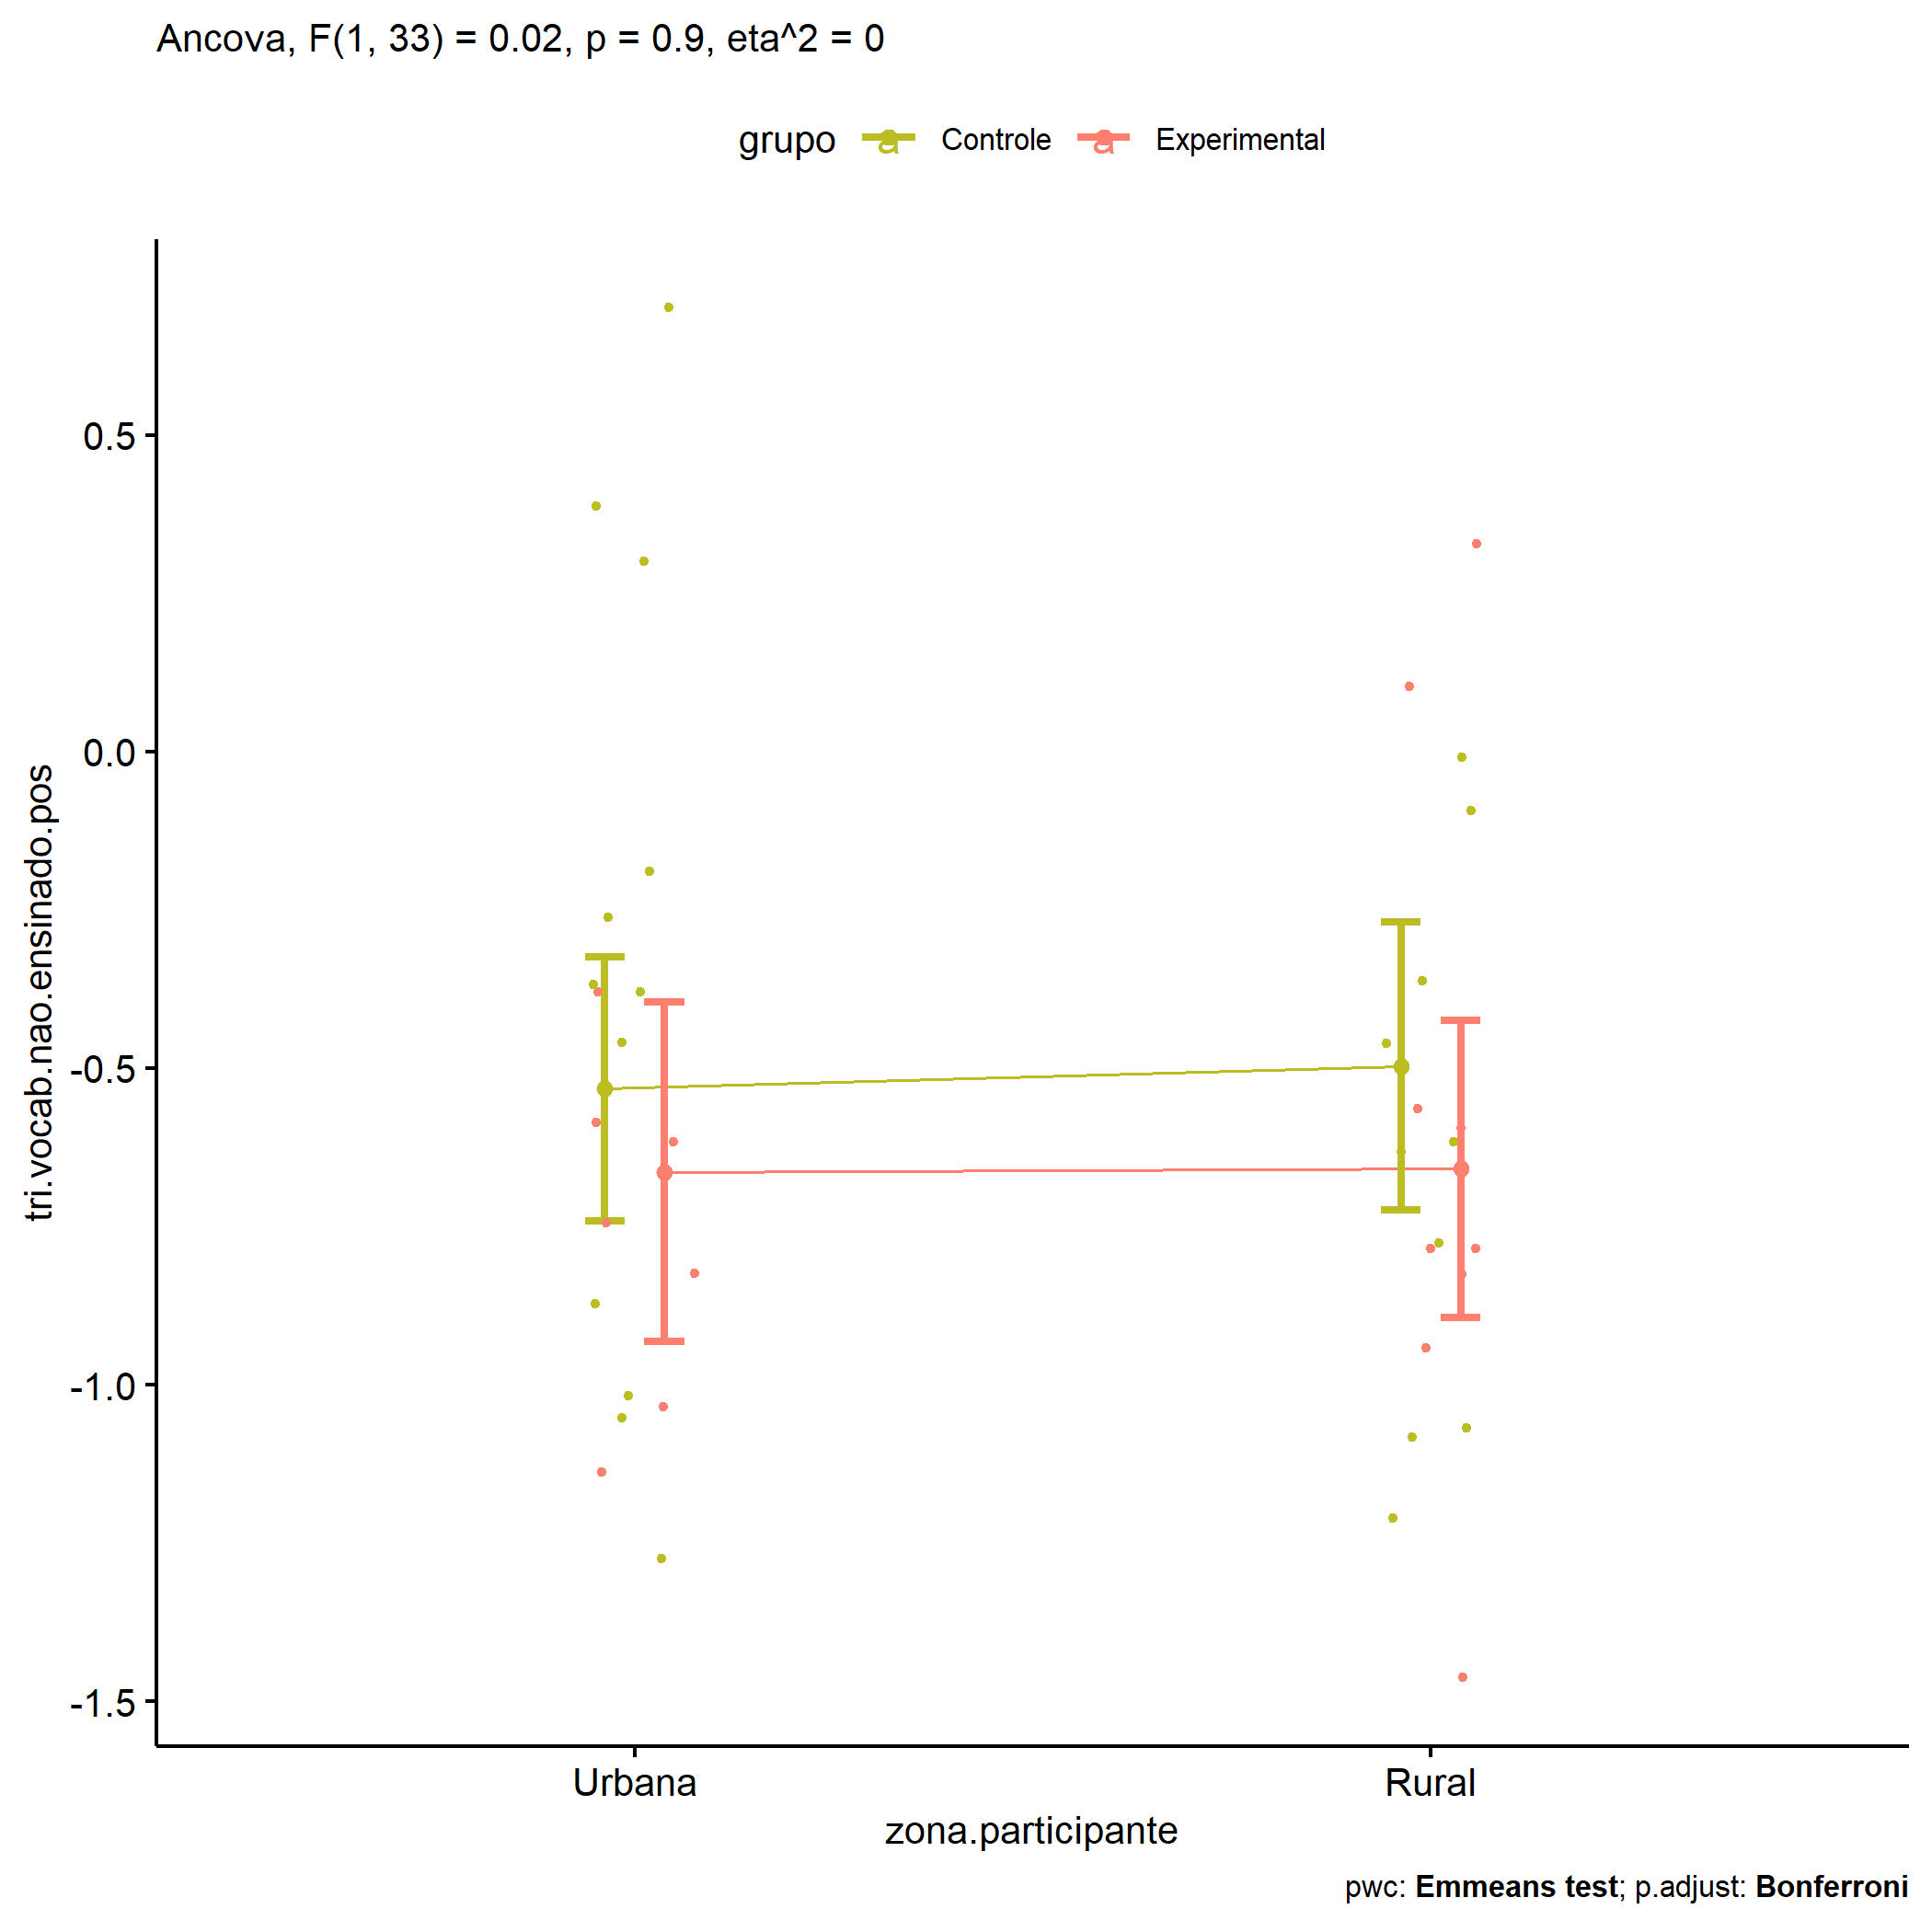 Ancova, F(1, 33) = 0.02, p = 0.9, eta^2 = 0
grupo a Controle a Experimental
0.5
0.0
-0.5
-1.0
-1.5
tri.vocab.nao.ensinado.pos
Urbana Rural
zona.participante
pwc: Emmeans test; p.adjust: Bonferroni